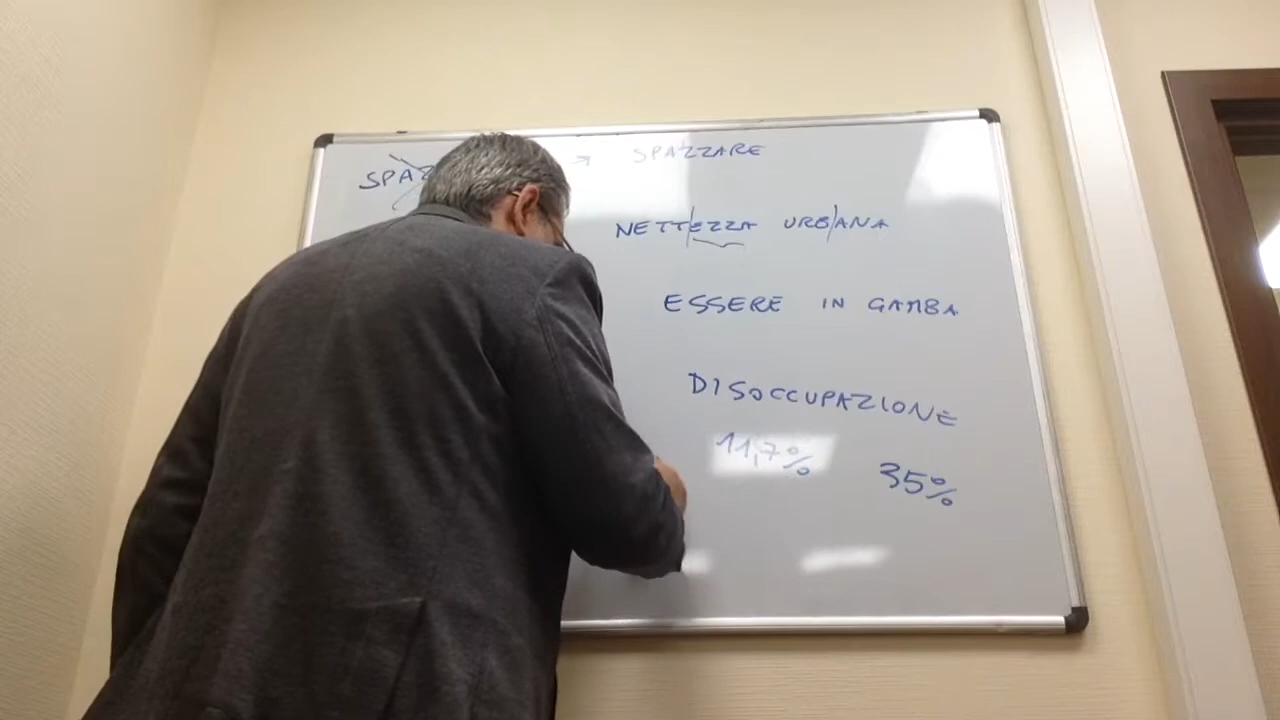 → SPAZZARE
NETTEZZA URBANA
ESSERE IN GAMBA
DISOCCUPAZIONE
11,7% 35%